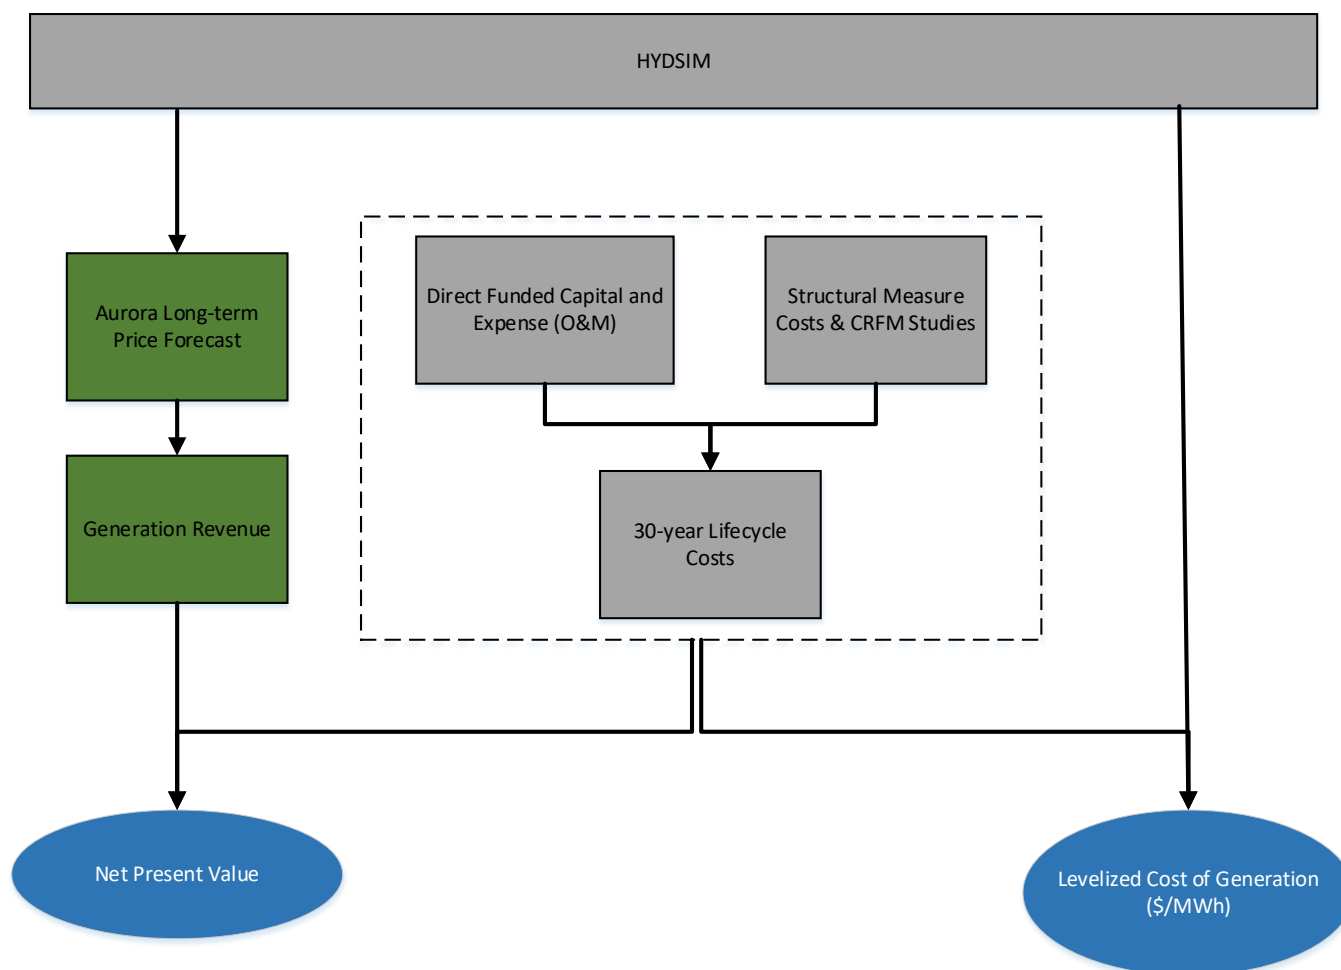 HYDSIM
Direct Funded Capital and
Expense (O&M)
Structural Measure
Costs & CRFM Studies
Aurora Long-term
Price Forecast
Generation Revenue
30-year Lifecycle
Costs
Net Present Value
Levelized Cost of Generation
($/MWh)